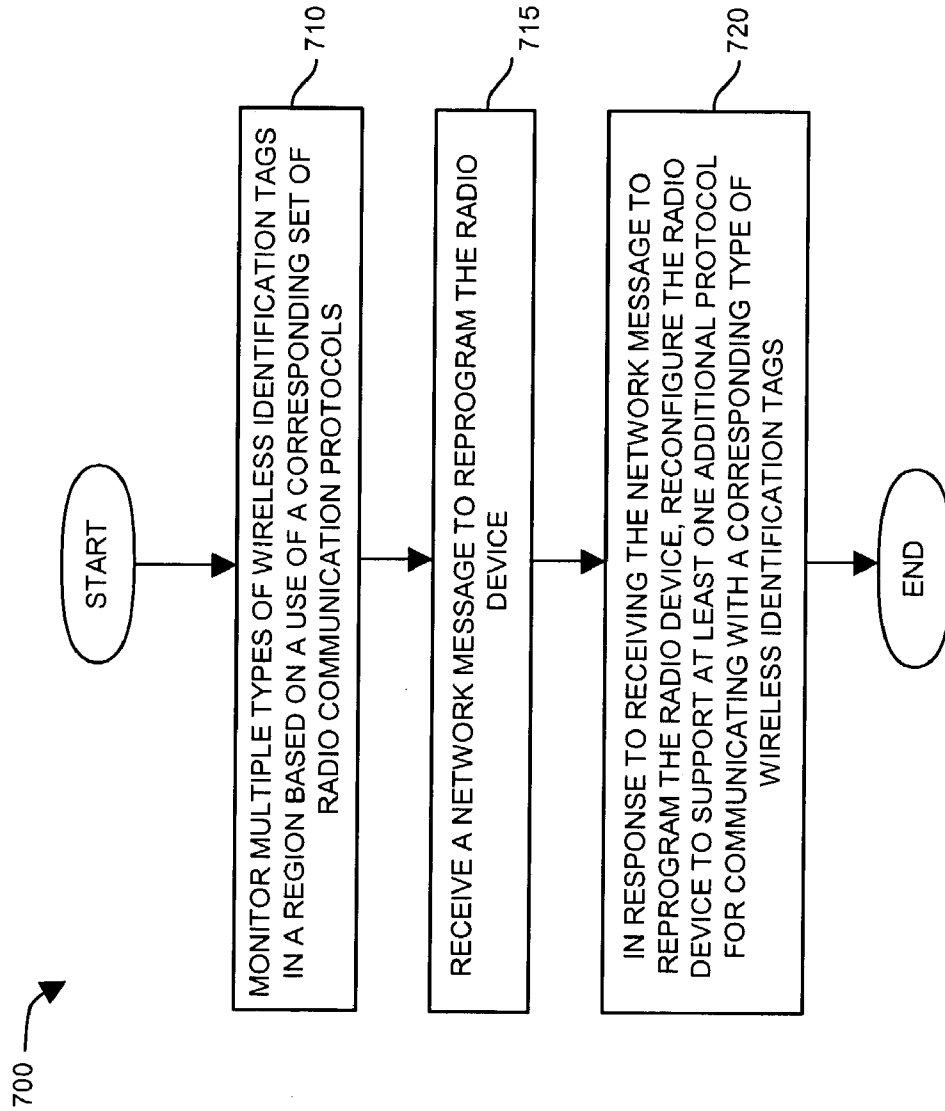 700
START
MONITOR MULTIPLE TYPES OF WIRELESS IDENTIFICATION TAGS
IN A REGION BASED ON A USE OF A CORRESPONDING SET OF
RADIO COMMUNICATION PROTOCOLS
710
RECEIVE A NETWORK MESSAGE TO REPROGRAM THE RADIO
DEVICE
715
IN RESPONSE TO RECEIVING THE NETWORK MESSAGE TO
REPROGRAM THE RADIO DEVICE, RECONFIGURE THE RADIO
DEVICE TO SUPPORT AT LEAST ONE ADDITIONAL PROTOCOL
FOR COMMUNICATING WITH A CORRESPONDING TYPE OF
WIRELESS IDENTIFICATION TAGS
720
END